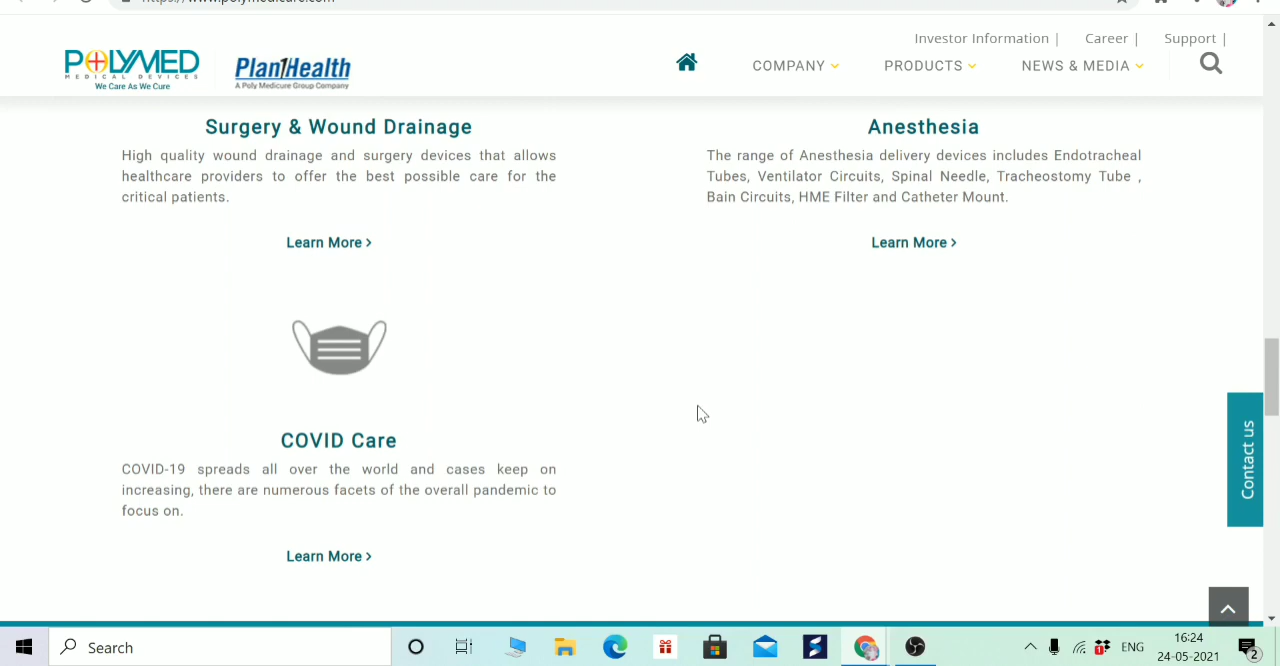 https://www.polymedicare.com
Investor Information |
Career |
Support |
POLYMED
MEDICAL DEVICES
We Care As We Cure
Plan1Health
A Poly Medicure Group Company
COMPANY
PRODUCTS
NEWS & MEDIA
Surgery & Wound Drainage
High quality wound drainage and surgery devices that allows
healthcare providers to offer the best possible care for the
critical patients.
Learn More >
Anesthesia
The range of Anesthesia delivery devices includes Endotracheal
Tubes, Ventilator Circuits, Spinal Needle, Tracheostomy Tube ,
Bain Circuits, HME Filter and Catheter Mount.
Learn More >
COVID Care
COVID-19 spreads all over the world and cases keep on
increasing, there are numerous facets of the overall pandemic to
focus on.
Learn More >
Contact us
Search
ENG
16:24
24-05-2021
2